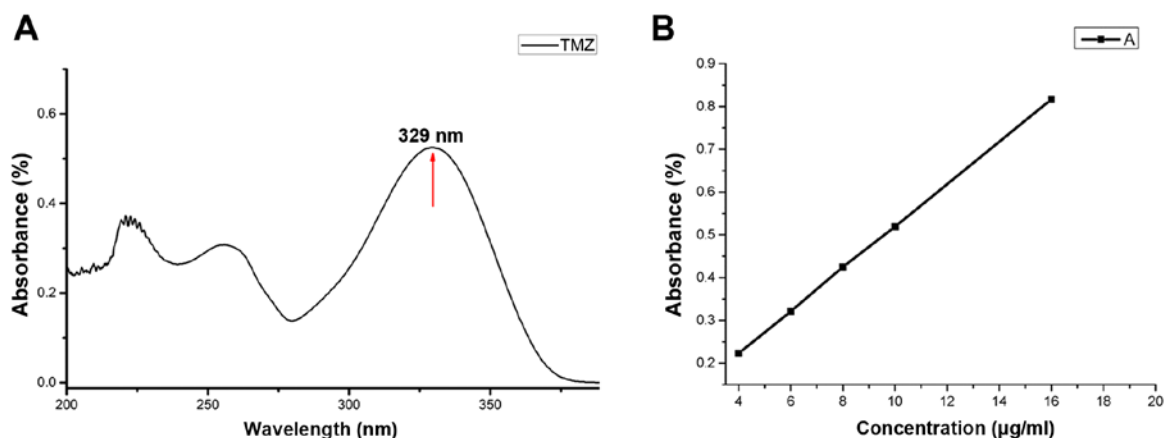 A
TMZ
329 nm
0.6
0.4
0.2
0.0
200
250
300
350
Absorbance (%)
Wavelength (nm)
B
A
0.9
0.8
0.7
0.6
0.5
0.4
0.3
0.2
4
6
8
10
12
14
16
18
20
Absorbance (%)
Concentration (µg/ml)